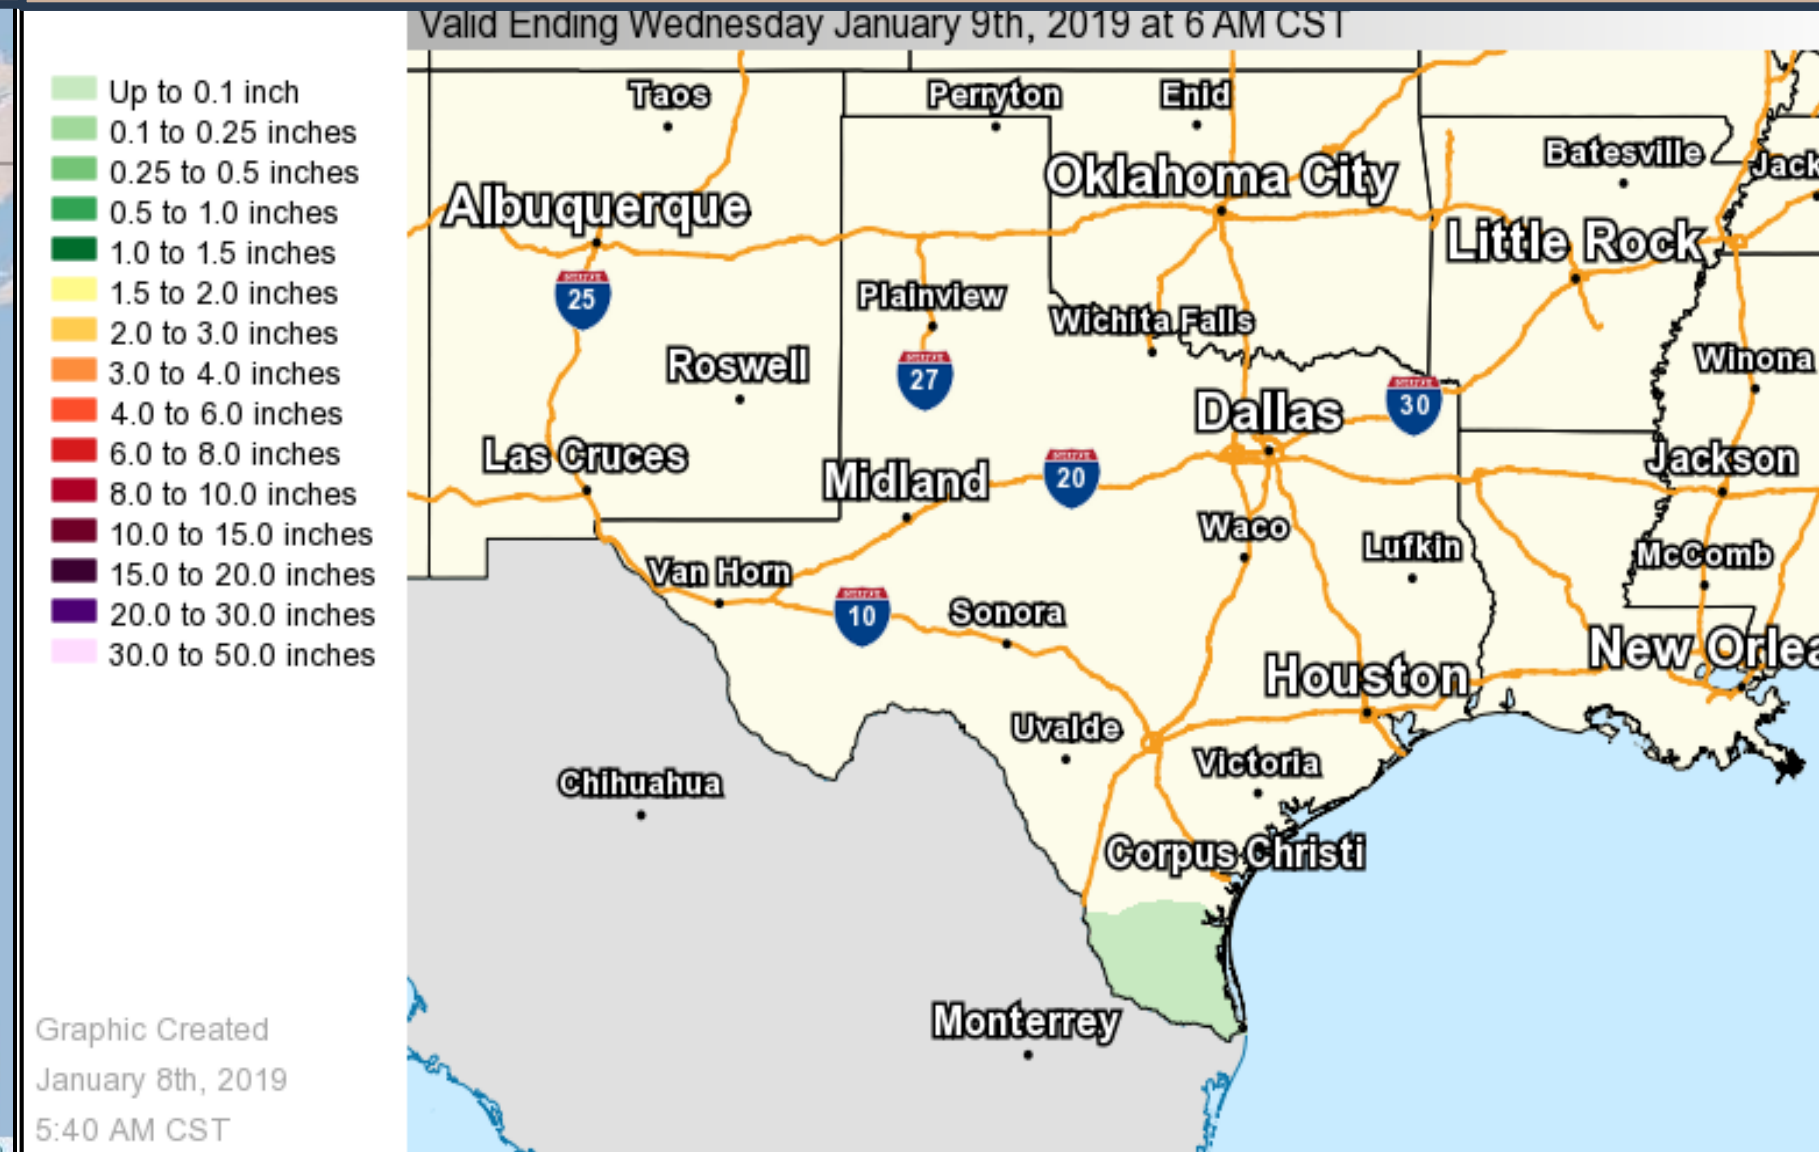 Valid Ending Wednesday January 9th, 2019 at 6 AM CST
Up to 0.1 inch
0.1 to 0.25 inches
0.25 to 0.5 inches
0.5 to 1.0 inches
1.0 to 1.5 inches
1.5 to 2.0 inches
2.0 to 3.0 inches
3.0 to 4.0 inches
4.0 to 6.0 inches
6.0 to 8.0 inches
8.0 to 10.0 inches
10.0 to 15.0 inches
15.0 to 20.0 inches
20.0 to 30.0 inches
30.0 to 50.0 inches
Graphic Created
January 8th, 2019
5:40 AM CST
Taos
Perryton
Enid
Batesville
Jack
Oklahoma City
Albuquerque
Little Rock
25
Plainview
Wichita Falls
Roswell
27
Winona
30
Dallas
Las Cruces
Midland
20
Jackson
Waco
Lufkin
McComb
Van Horn
10
Sonora
New Orlea
Houston
Uvalde
Victoria
Chihuahua
Corpus Christi
Monterrey